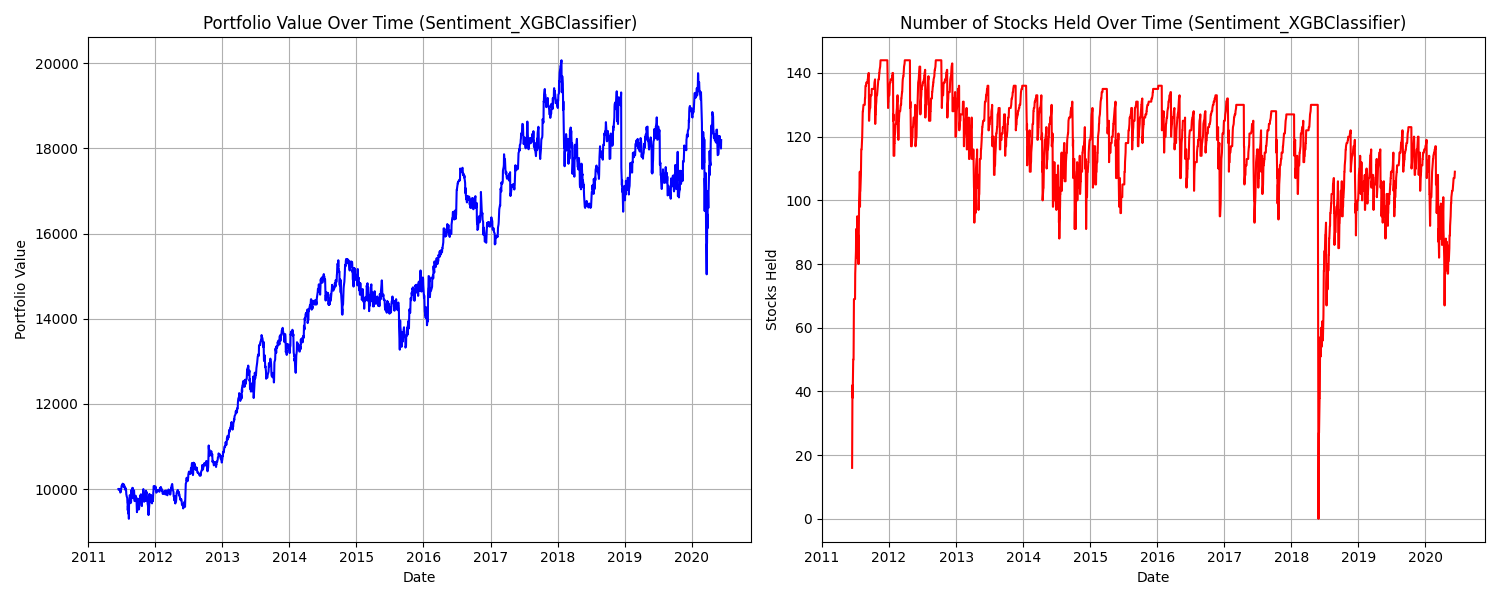 Portfolio Value Over Time (Sentiment_XGBClassifier)
Portfolio Value
20000
18000
16000
14000
12000
10000
2011 2012 2013 2014 2015 2016 2017 2018 2019 2020
Date
Number of Stocks Held Over Time (Sentiment_XGBClassifier)
Stocks Held
140
120
100
80
60
40
20
0
2011 2012 2013 2014 2015 2016 2017 2018 2019 2020
Date